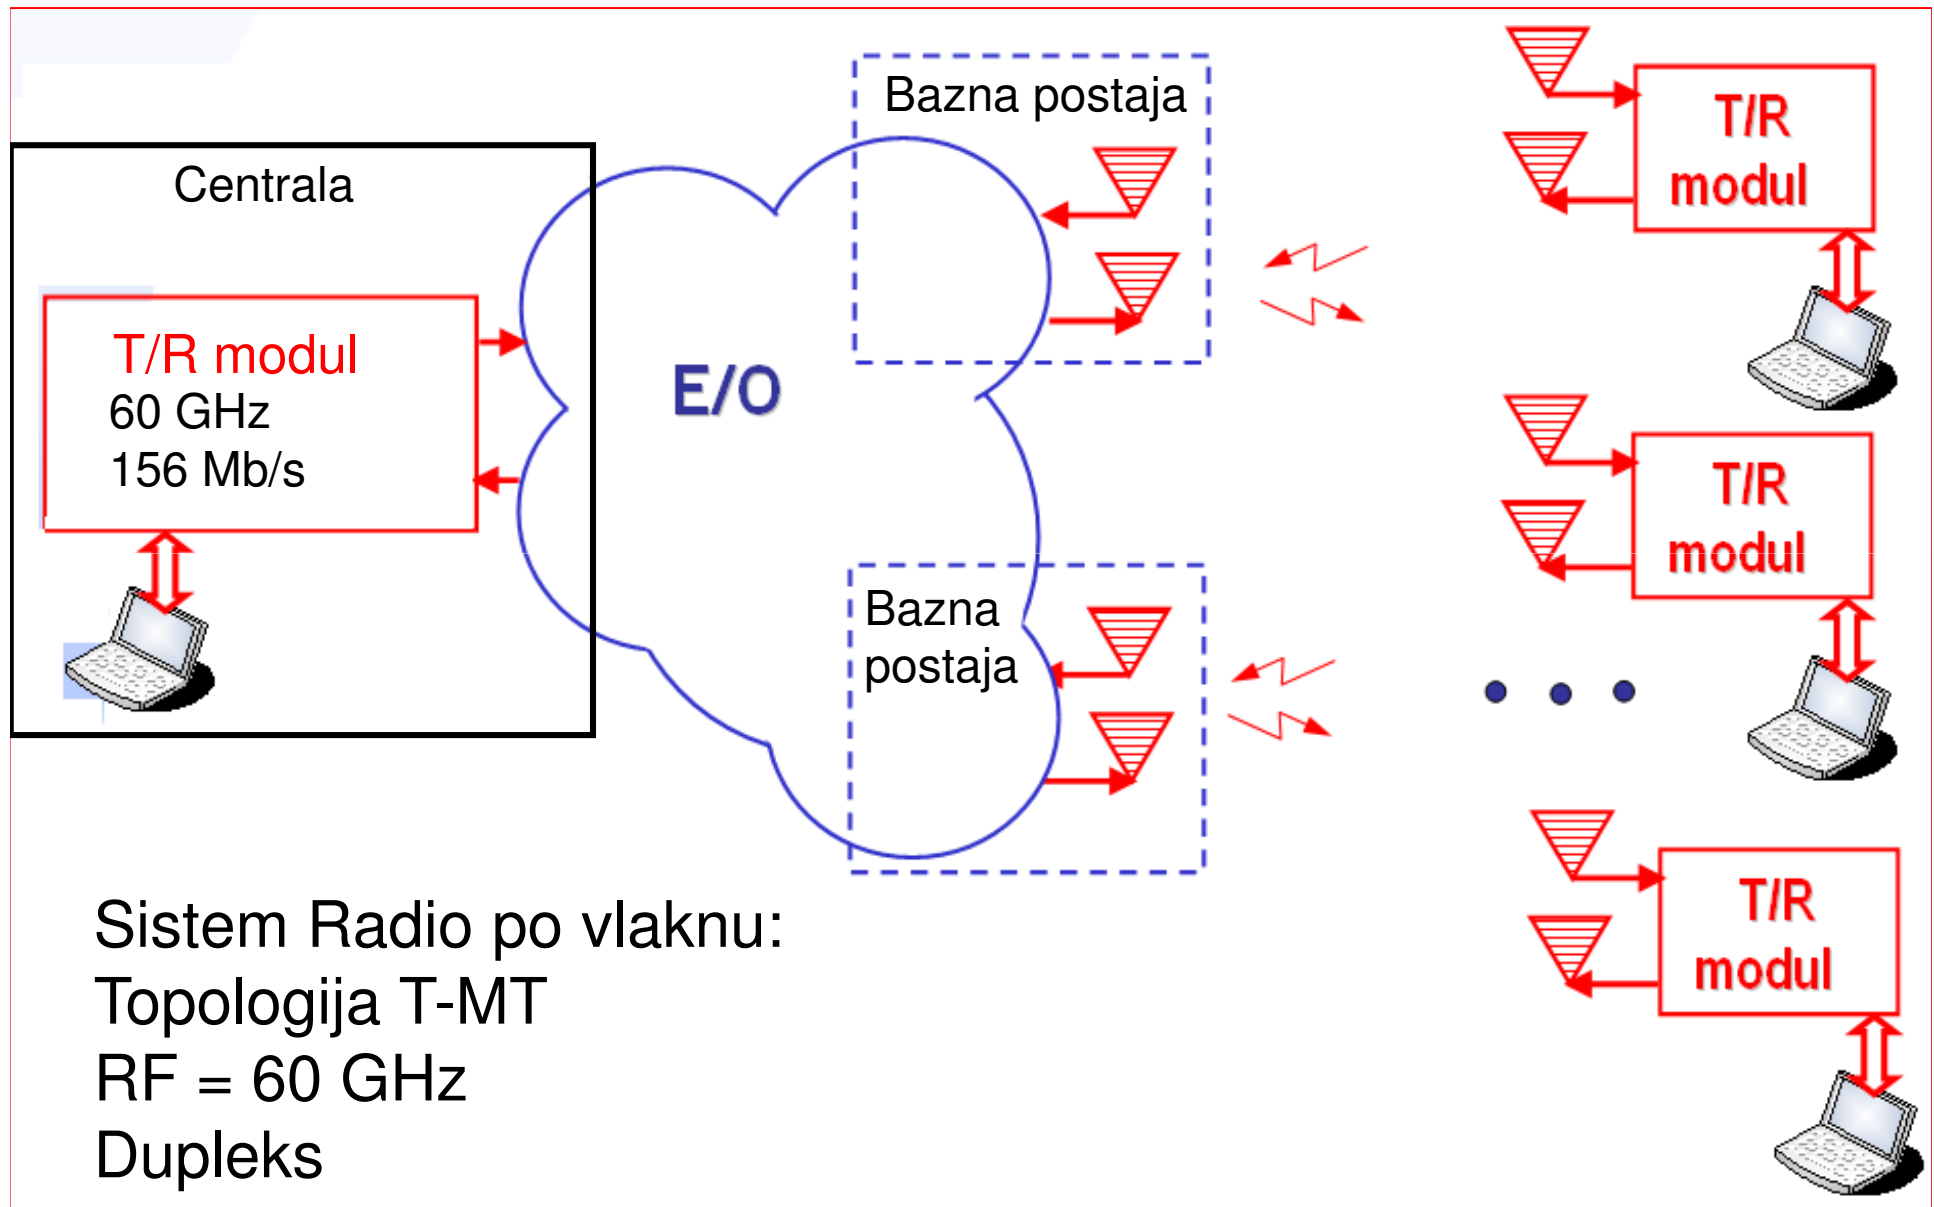 Centrala
T/R modul
60 GHz
156 Mb/s
E/O
Bazna postaja
Bazna
postaja
T/R
modul
T/R
modul
T/R
modul
Sistem Radio po vlaknu:
Topologija T-MT
RF = 60 GHz
Dupleks